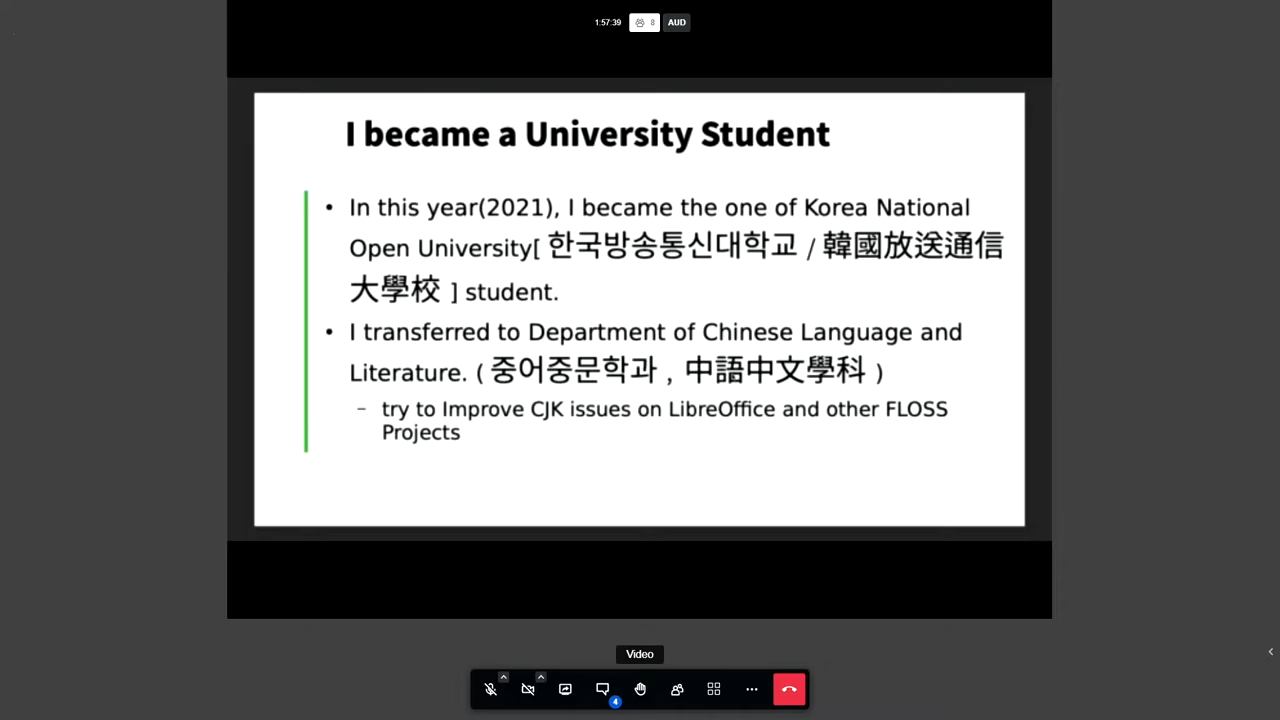 1:57:39 8 AUD
I became a University Student
• In this year(2021), I became the one of Korea National
Open University[ 한국방송통신대학교 / 韓國放送通信
大學校 ] student.
• I transferred to Department of Chinese Language and
Literature. ( 중어중문학과 , 中語中文學科 )
– try to Improve CJK issues on LibreOffice and other FLOSS
Projects
Video
4